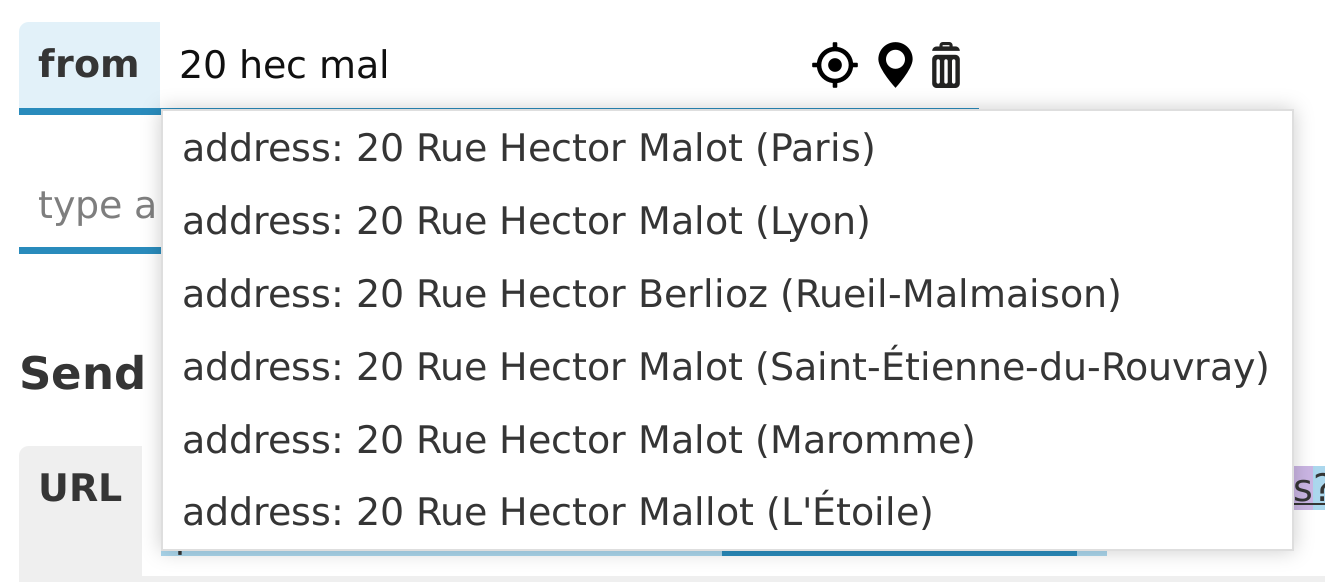 from 20 hec mal
address: 20 Rue Hector Malot (Paris)
type a
address: 20 Rue Hector Malot (Lyon)
address: 20 Rue Hector Berlioz (Rueil-Malmaison)
Send
address: 20 Rue Hector Malot (Saint-Étienne-du-Rouvray)
address: 20 Rue Hector Malot (Maromme)
URL
s?
address: 20 Rue Hector Mallot (L'Étoile)